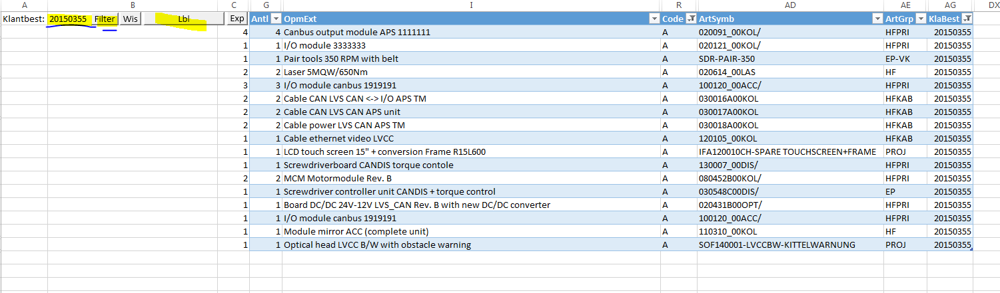 A B C G I R AD AE AG DX
Klantbest: 20150355 Filter Wis Lbl Exp Antl OpmExt Code ArtSymb ArtGrp KlaBest
4 4 Canbus output module APS 1111111 A 020091_00KOL/ HFPRI 20150355
1 1 I/O module 3333333 A 020121_00KOL/ HFPRI 20150355
1 1 Pair tools 350 RPM with belt A SDR-PAIR-350 EP-VK 20150355
2 2 Laser 5MQW/650Nm A 020614_00LAS HF 20150355
3 3 I/O module canbus 1919191 A 100120_00ACC/ HFPRI 20150355
2 2 Cable CAN LVS CAN <-> I/O APS TM A 030016A00KOL HFKAB 20150355
2 2 Cable CAN LVS CAN APS unit A 030017A00KOL HFKAB 20150355
2 2 Cable power LVS CAN APS TM A 030018A00KOL HFKAB 20150355
1 1 Cable ethernet video LVCC A 120105_00KOL HFKAB 20150355
1 1 LCD touch screen 15" + conversion Frame R15L600 A IFA120010CH-SPARE TOUCHSCREEN+FRAME PROJ 20150355
1 1 Screwdriverboard CANDIS torque contole A 130007_00DIS/ HFPRI 20150355
2 2 MCM Motormodule Rev. B A 080452B00KOL/ HFPRI 20150355
1 1 Screwdriver controller unit CANDIS + torque control A 030548C00DIS/ EP 20150355
1 1 Board DC/DC 24V-12V LVS_CAN Rev. B with new DC/DC converter A 020431B00OPT/ HFPRI 20150355
1 1 I/O module canbus 1919191 A 100120_00ACC/ HFPRI 20150355
1 1 Module mirror ACC (complete unit) A 110310_00KOL HF 20150355
1 1 Optical head LVCC B/W with obstacle warning A SOF140001-LVCCBW-KITTELWARNUNG PROJ 20150355